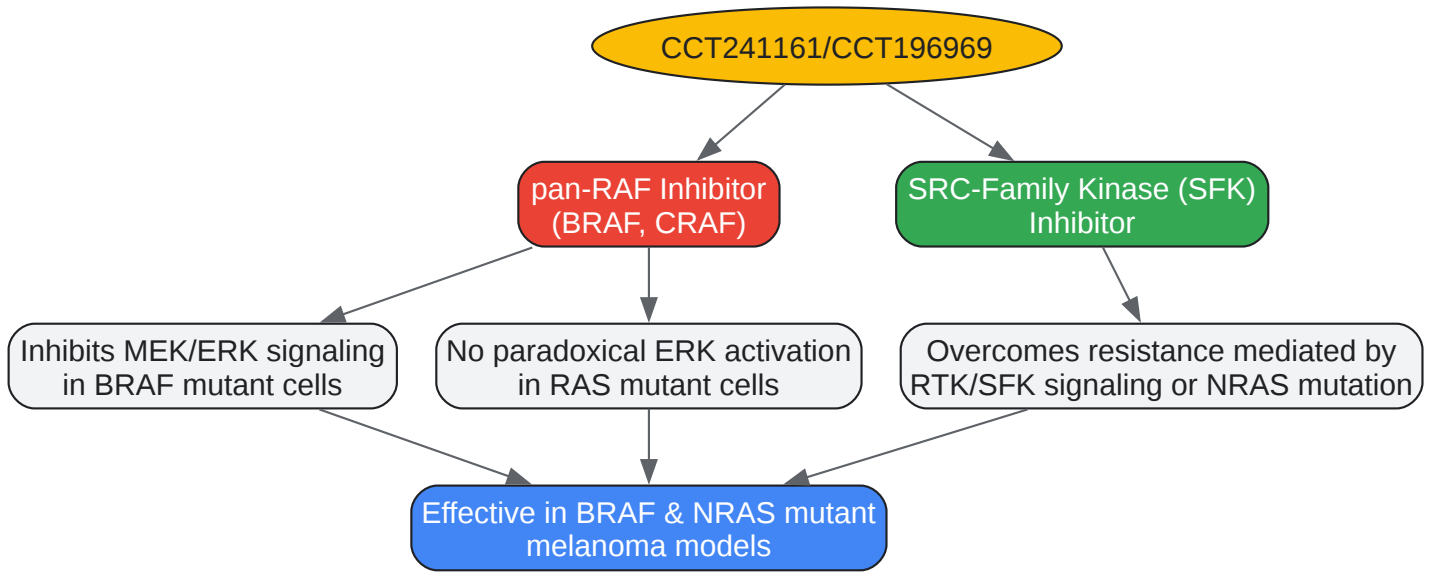 CCT241161/CCT196969
pan-RAF Inhibitor
(BRAF, CRAF)
SRC-Family Kinase (SFK)
Inhibitor
Inhibits MEK/ERK signaling
in BRAF mutant cells
No paradoxical ERK activation
in RAS mutant cells
Overcomes resistance mediated by
RTK/SFK signaling or NRAS mutation
Effective in BRAF & NRAS mutant
melanoma models